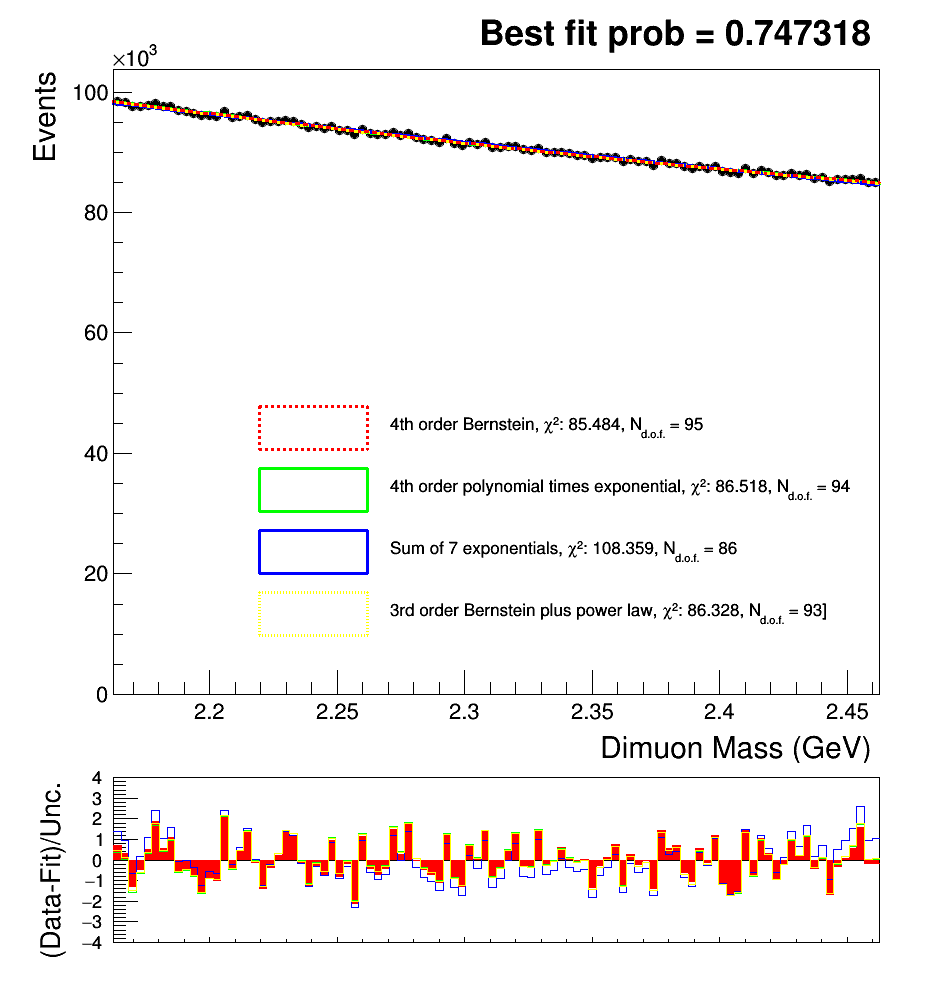 Best fit prob = 0.747318
×10³
Events
100
80
60
40
20
0
4th order Bernstein, χ²: 85.484, N_d.o.f. = 95
4th order polynomial times exponential, χ²: 86.518, N_d.o.f. = 94
Sum of 7 exponentials, χ²: 108.359, N_d.o.f. = 86
3rd order Bernstein plus power law, χ²: 86.328, N_d.o.f. = 93]
2.2 2.25 2.3 2.35 2.4 2.45
Dimuon Mass (GeV)
(Data-Fit)/Unc.
4
3
2
1
0
−1
−2
−3
−4